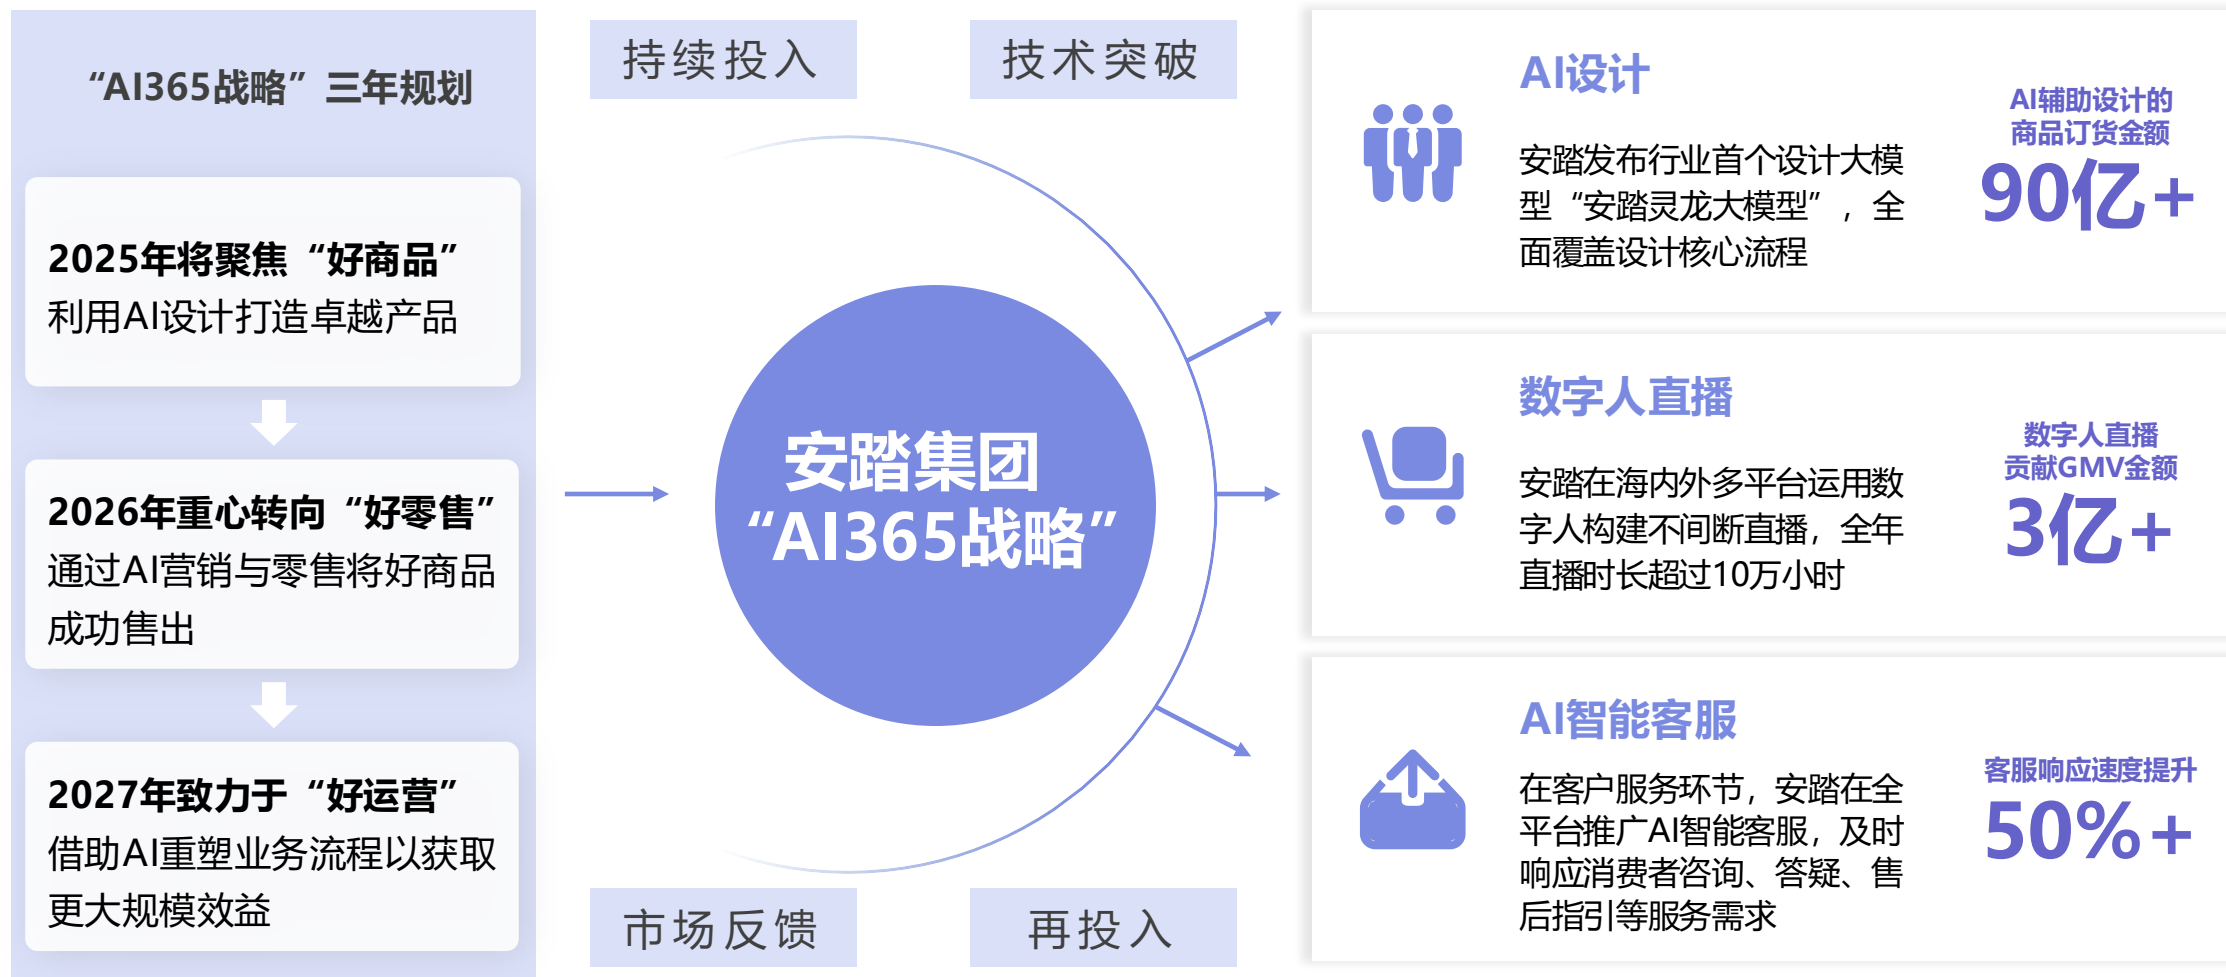 “AI365战略”三年规划
2025年将聚焦“好商品”
利用AI设计打造卓越产品
2026年重心转向“好零售”
通过AI营销与零售将好商品
成功售出
2027年致力于“好运营”
借助AI重塑业务流程以获取
更大规模效益
持续投入
技术突破
安踏集团
“AI365战略”
市场反馈
再投入
AI设计
安踏发布行业首个设计大模
型“安踏灵龙大模型”，全
面覆盖设计核心流程
AI辅助设计的
商品订货金额
90亿+
数字人直播
安踏在海内外多平台运用数
字人构建不间断直播，全年
直播时长超过10万小时
数字人直播
贡献GMV金额
3亿+
AI智能客服
在客户服务环节，安踏在全
平台推广AI智能客服，及时
响应消费者咨询、答疑、售
后指引等服务需求
客服响应速度提升
50%+